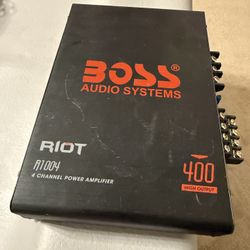 BOSS®
AUDIO SYSTEMS
RIOT
R1004
4 CHANNEL POWER AMPLIFIER
400
HIGH OUTPUT